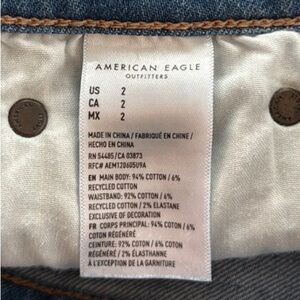 AMERICAN EAGLE
OUTFITTERS
US 2
CA 2
MX 2
MADE IN CHINA / FABRIQUÉ EN CHINE /
HECHO EN CHINA
RN 54485/CA 03873
RFC# AEMT20605U9A
EN MAIN BODY: 94% COTTON / 6%
RECYCLED COTTON
WAISTBAND: 92% COTTON / 6%
RECYCLED COTTON / 2% ELASTANE
EXCLUSIVE OF DECORATION
FR CORPS PRINCIPAL: 94% COTON / 6%
COTON RÉGÉNÉRÉ
CEINTURE: 92% COTON / 6% COTON
RÉGÉNÉRÉ / 2% ÉLASTHANNE
À L'EXCEPTION DE LA GARNITURE